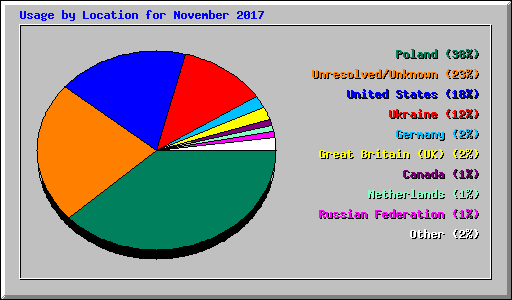 Usage by Location for November 2017
Poland (38%)
Unresolved/Unknown (23%)
United States (18%)
Ukraine (12%)
Germany (2%)
Great Britain (UK) (2%)
Canada (1%)
Netherlands (1%)
Russian Federation (1%)
Other (2%)